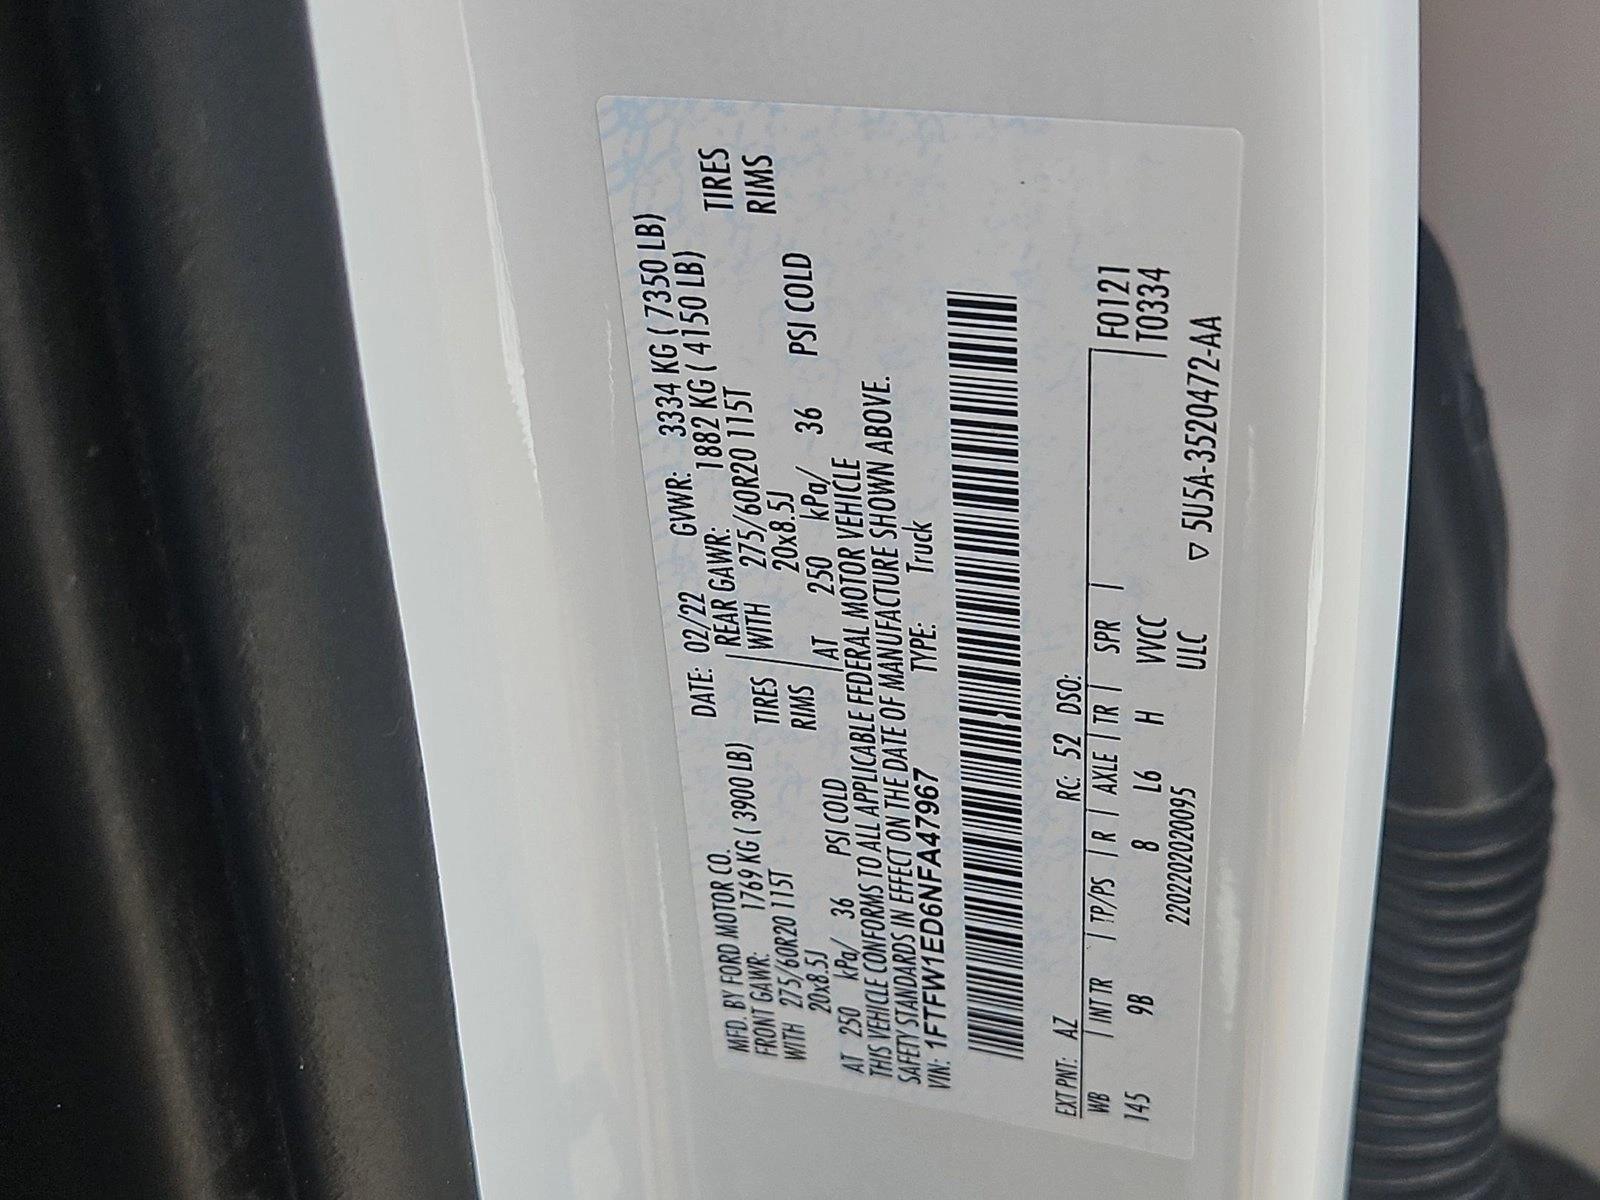 MFD. BY FORD MOTOR CO. DATE: 02/22 GVWR: 3334 KG ( 7350 LB)
FRONT GAWR: 1769 KG ( 3900 LB) REAR GAWR: 1882 KG ( 4150 LB)
WITH 275/60R20 115T TIRES WITH 275/60R20 115T TIRES
20x8.5J RIMS 20x8.5J RIMS
AT 250 kPa/ 36 PSI COLD AT 250 kPa/ 36 PSI COLD
THIS VEHICLE CONFORMS TO ALL APPLICABLE FEDERAL MOTOR VEHICLE
SAFETY STANDARDS IN EFFECT ON THE DATE OF MANUFACTURE SHOWN ABOVE.
VIN: 1FTFW1ED6NFA47967 TYPE: Truck
EXT PNT: AZ RC: 52 DSO:
WB | INT TR | TP/PS | R | AXLE | TR | SPR | F0121
145 9B 8 L6 H VVCC T0334
220220202095 ULC ▽ 5U5A-3520472-AA